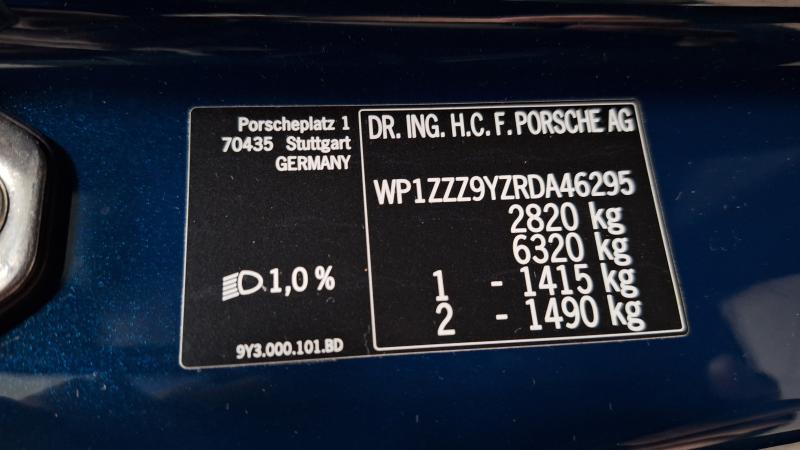 Porscheplatz 1
70435 Stuttgart
GERMANY
1,0 %
9Y3.000.101.BD
DR. ING. H.C. F. PORSCHE AG
WP1ZZZ9YZRDA46295
2820 kg
6320 kg
1 - 1415 kg
2 - 1490 kg